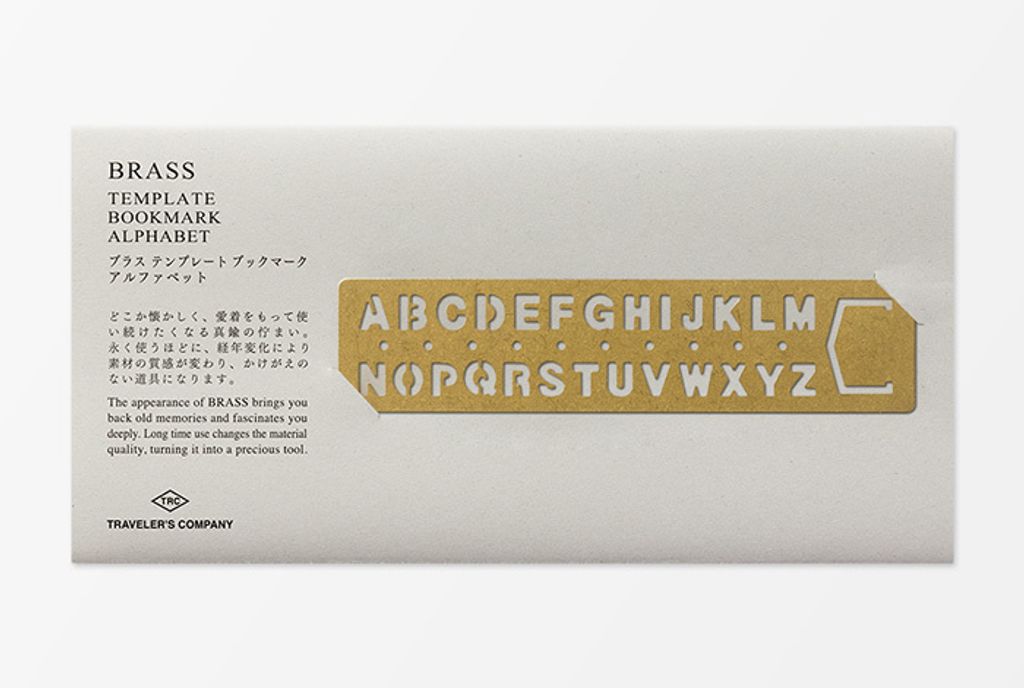 BRASS
TEMPLATE
BOOKMARK
ALPHABET
ブラス テンプレート ブックマーク
アルファベット
どこか懐かしく、愛着をもって使
い続けたくなる真鍮の佇まい。
永く使うほどに、経年変化により
素材の質感が変わり、かけがえの
ない道具になります。
The appearance of BRASS brings you
back old memories and fascinates you
deeply. Long time use changes the material
quality, turning it into a precious tool.
TRC
TRAVELER'S COMPANY
ABCDEFGHIJKLM
NOPQRSTUVWXYZ